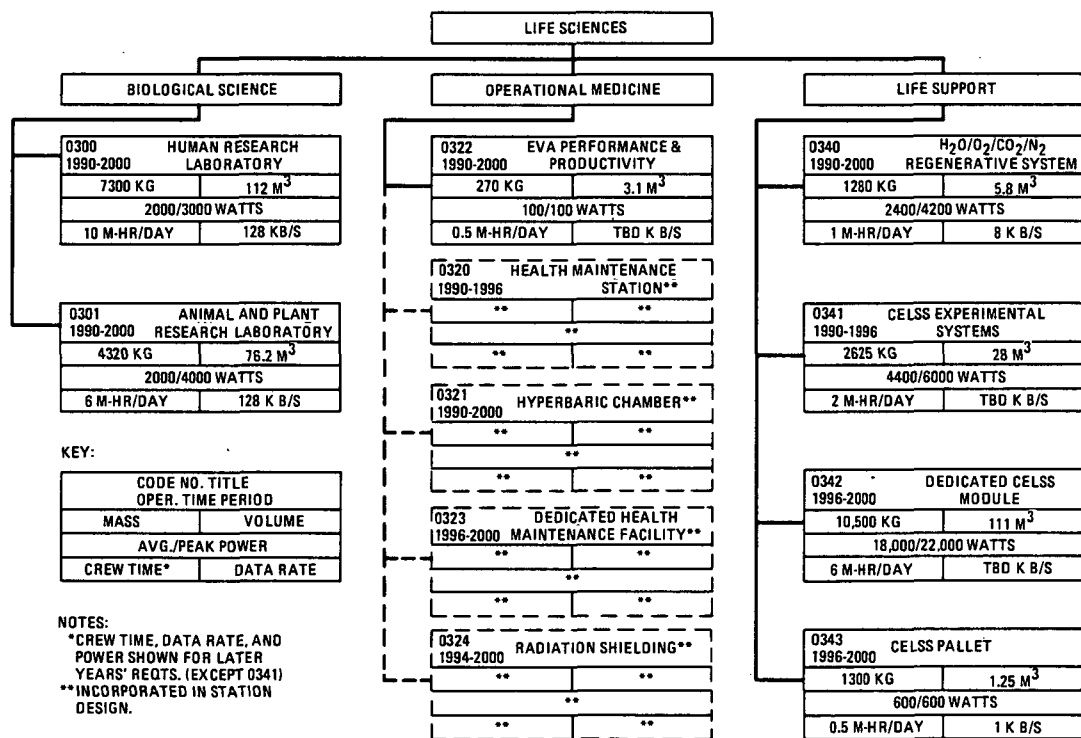 LIFE SCIENCES
BIOLOGICAL SCIENCE
0300 HUMAN RESEARCH
1990-2000 LABORATORY
7300 KG 112 M³
2000/3000 WATTS
10 M-HR/DAY 128 KB/S
0301 ANIMAL AND PLANT
1990-2000 RESEARCH LABORATORY
4320 KG 76.2 M³
2000/4000 WATTS
6 M-HR/DAY 128 K B/S
KEY:
CODE NO. TITLE
OPER. TIME PERIOD
MASS VOLUME
AVG./PEAK POWER
CREW TIME* DATA RATE
NOTES:
*CREW TIME, DATA RATE, AND
POWER SHOWN FOR LATER
YEARS' REQTS. (EXCEPT 0341)
**INCORPORATED IN STATION
DESIGN.
OPERATIONAL MEDICINE
0322 EVA PERFORMANCE &
1990-2000 PRODUCTIVITY
270 KG 3.1 M³
100/100 WATTS
0.5 M-HR/DAY TBD K B/S
0320 HEALTH MAINTENANCE
1990-1996 STATION**
** **
**
** **
0321
1990-2000 HYPERBARIC CHAMBER**
** **
**
** **
0323 DEDICATED HEALTH
1996-2000 MAINTENANCE FACILITY**
** **
**
** **
0324 RADIATION SHIELDING**
1994-2000
** **
**
** **
LIFE SUPPORT
0340 H₂O/O₂/CO₂/N₂
1990-2000 REGENERATIVE SYSTEM
1280 KG 5.8 M³
2400/4200 WATTS
1 M-HR/DAY 8 K B/S
0341 CELSS EXPERIMENTAL
1990-1996 SYSTEMS
2625 KG 28 M³
4400/6000 WATTS
2 M-HR/DAY TBD K B/S
0342 DEDICATED CELSS
1996-2000 MODULE
10,500 KG 111 M³
18,000/22,000 WATTS
6 M-HR/DAY TBD K B/S
0343 CELSS PALLET
1996-2000
1300 KG 1.25 M³
600/600 WATTS
0.5 M-HR/DAY 1 K B/S